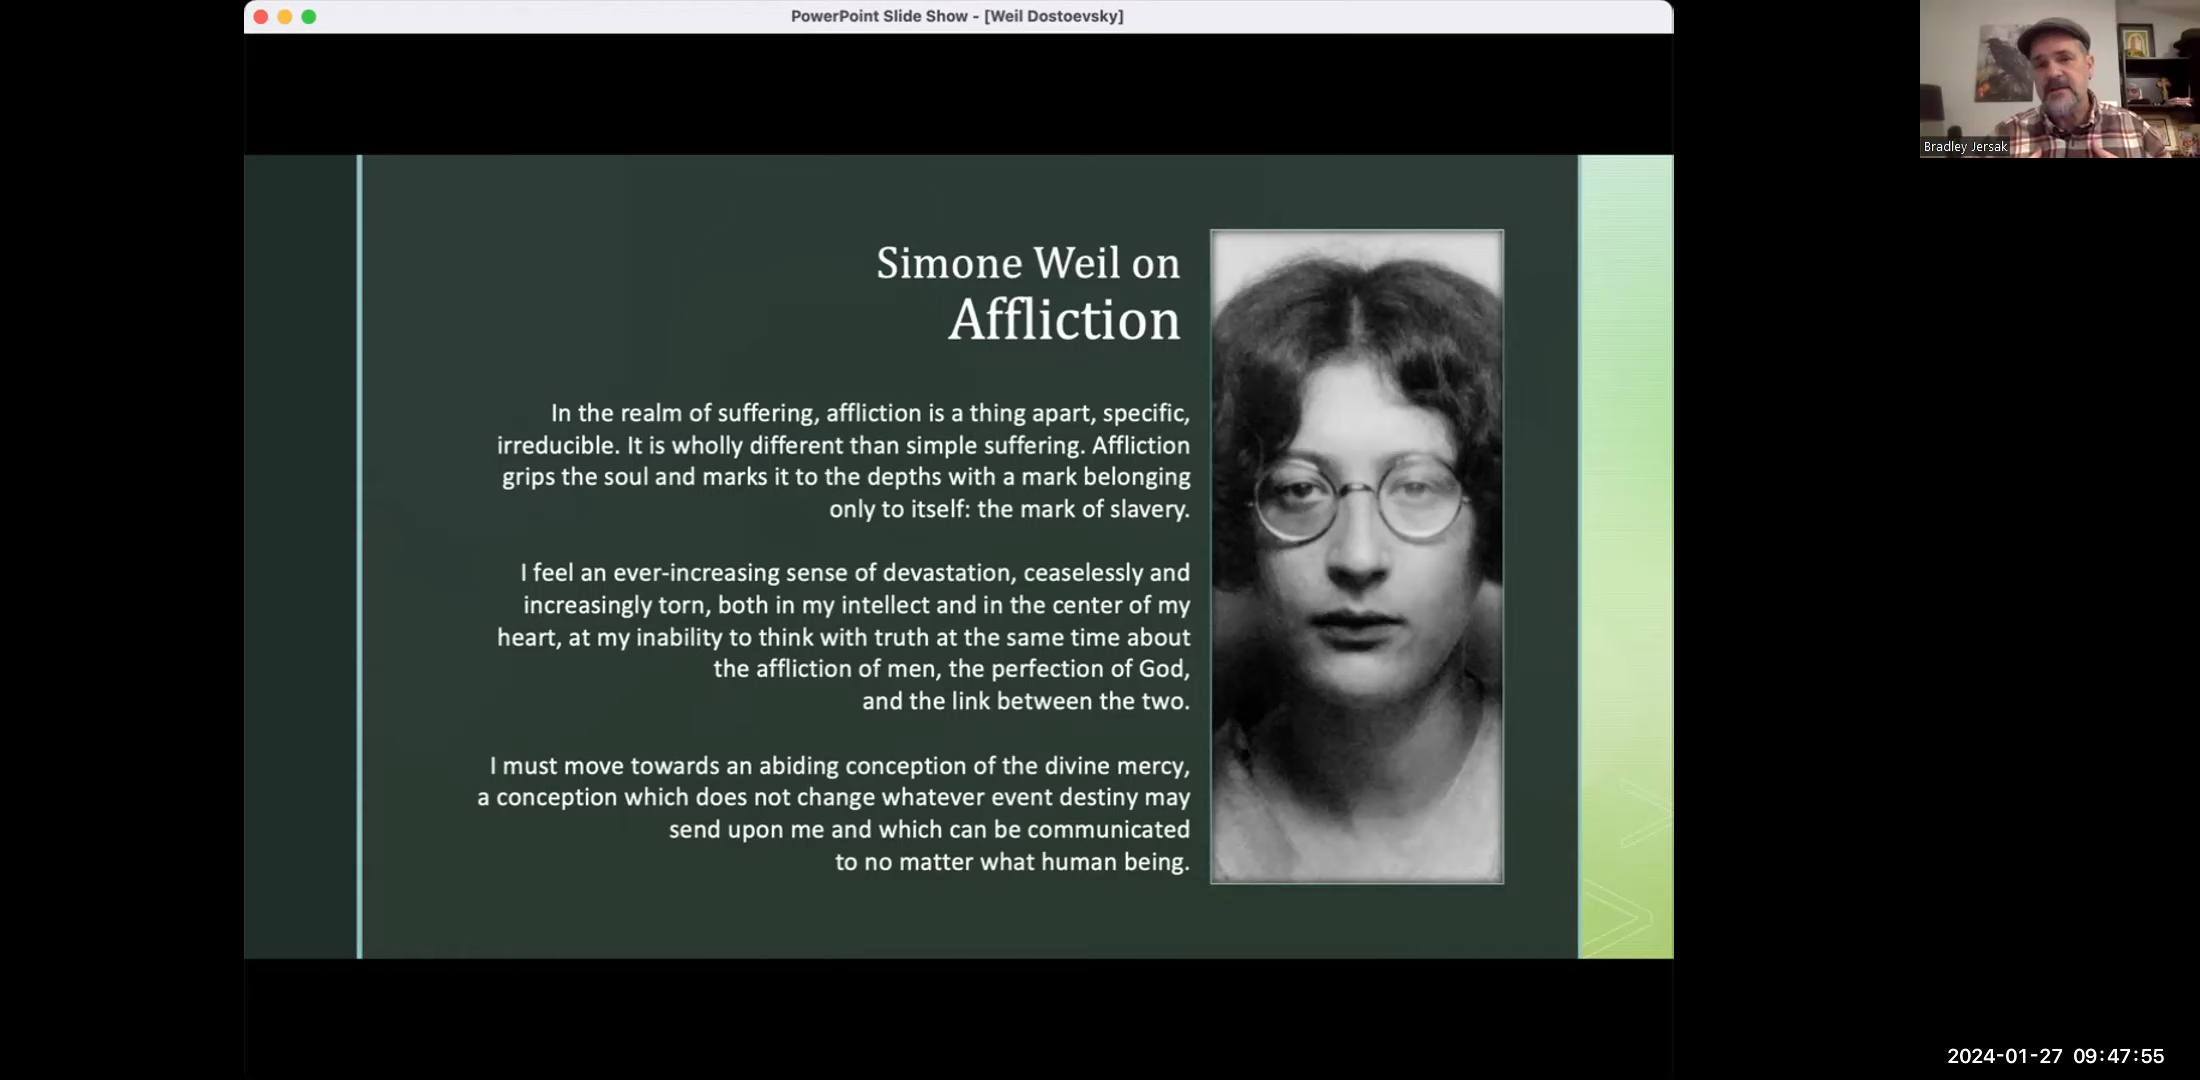 PowerPoint Slide Show - [Weil Dostoevsky]
Bradley Jersak
Simone Weil on
Affliction
In the realm of suffering, affliction is a thing apart, specific,
irreducible. It is wholly different than simple suffering. Affliction
grips the soul and marks it to the depths with a mark belonging
only to itself: the mark of slavery.
I feel an ever-increasing sense of devastation, ceaselessly and
increasingly torn, both in my intellect and in the center of my
heart, at my inability to think with truth at the same time about
the affliction of men, the perfection of God,
and the link between the two.
I must move towards an abiding conception of the divine mercy,
a conception which does not change whatever event destiny may
send upon me and which can be communicated
to no matter what human being.
2024-01-27 09:47:55